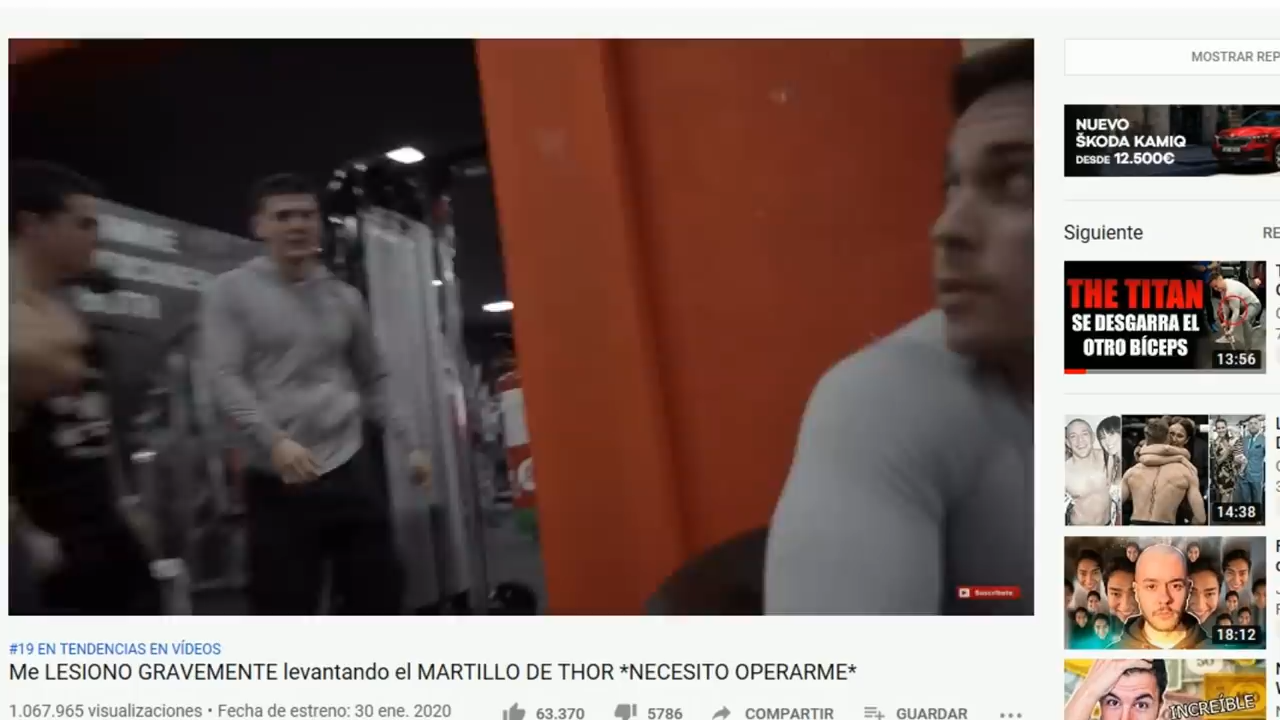 MOSTRAR REP
NUEVO
ŠKODA KAMIQ
DESDE 12.500€
Siguiente
RE
THE TITAN
SE DESGARRA EL
OTRO BÍCEPS
13:56
14:38
18:12
INCREÍBLE
Suscríbete
#19 EN TENDENCIAS EN VÍDEOS
Me LESIONO GRAVEMENTE levantando el MARTILLO DE THOR *NECESITO OPERARME*
1.067.965 visualizaciones • Fecha de estreno: 30 ene. 2020
63.370
5786
COMPARTIR
GUARDAR